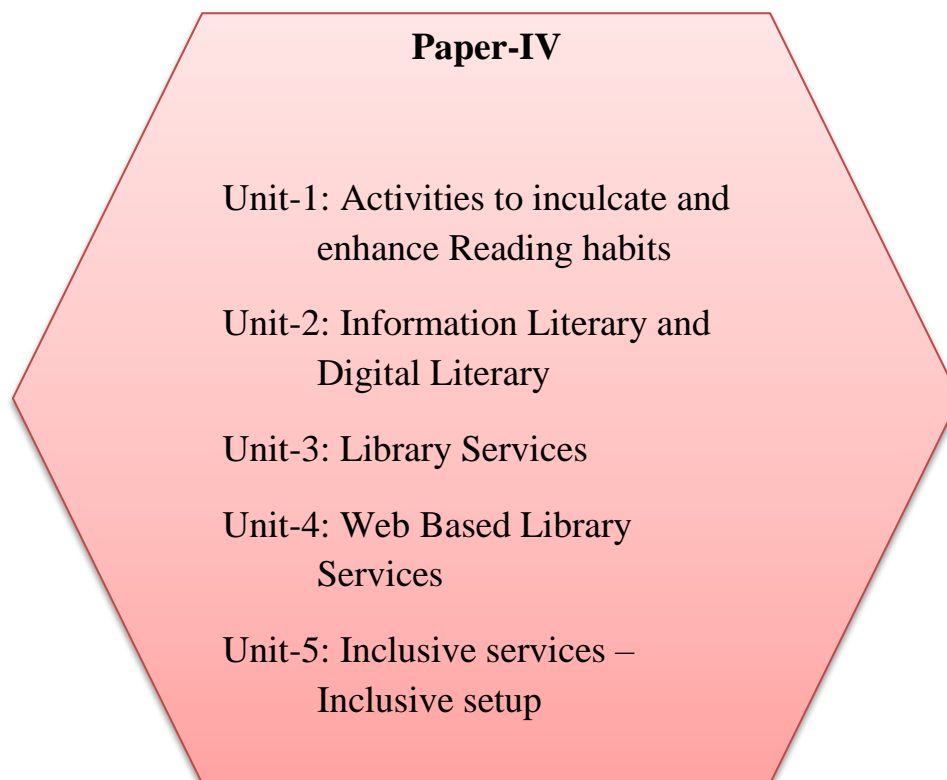 Paper-IV
Unit-1: Activities to inculcate and
enhance Reading habits
Unit-2: Information Literary and
Digital Literary
Unit-3: Library Services
Unit-4: Web Based Library
Services
Unit-5: Inclusive services –
Inclusive setup